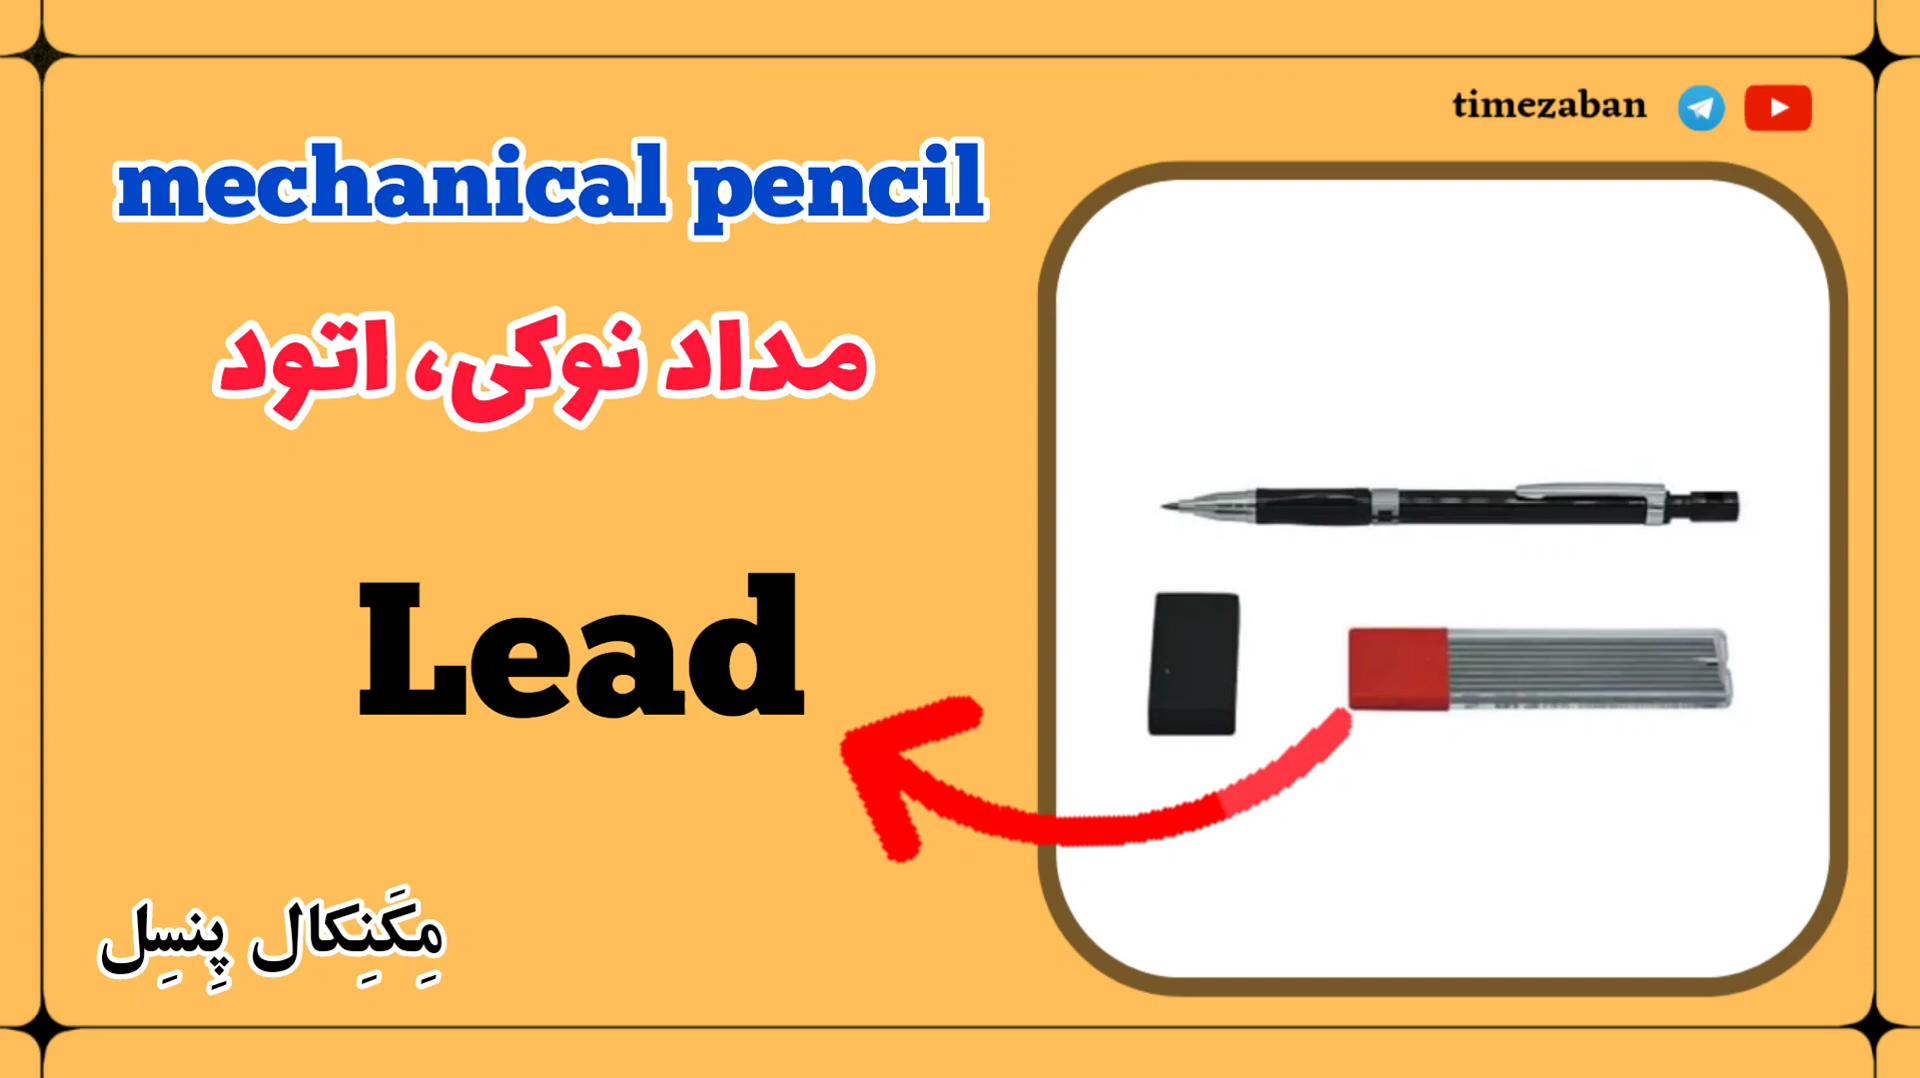 timezaban
mechanical pencil
مداد نوکی، اتود
Lead
مِکَنِکال پِنسِل